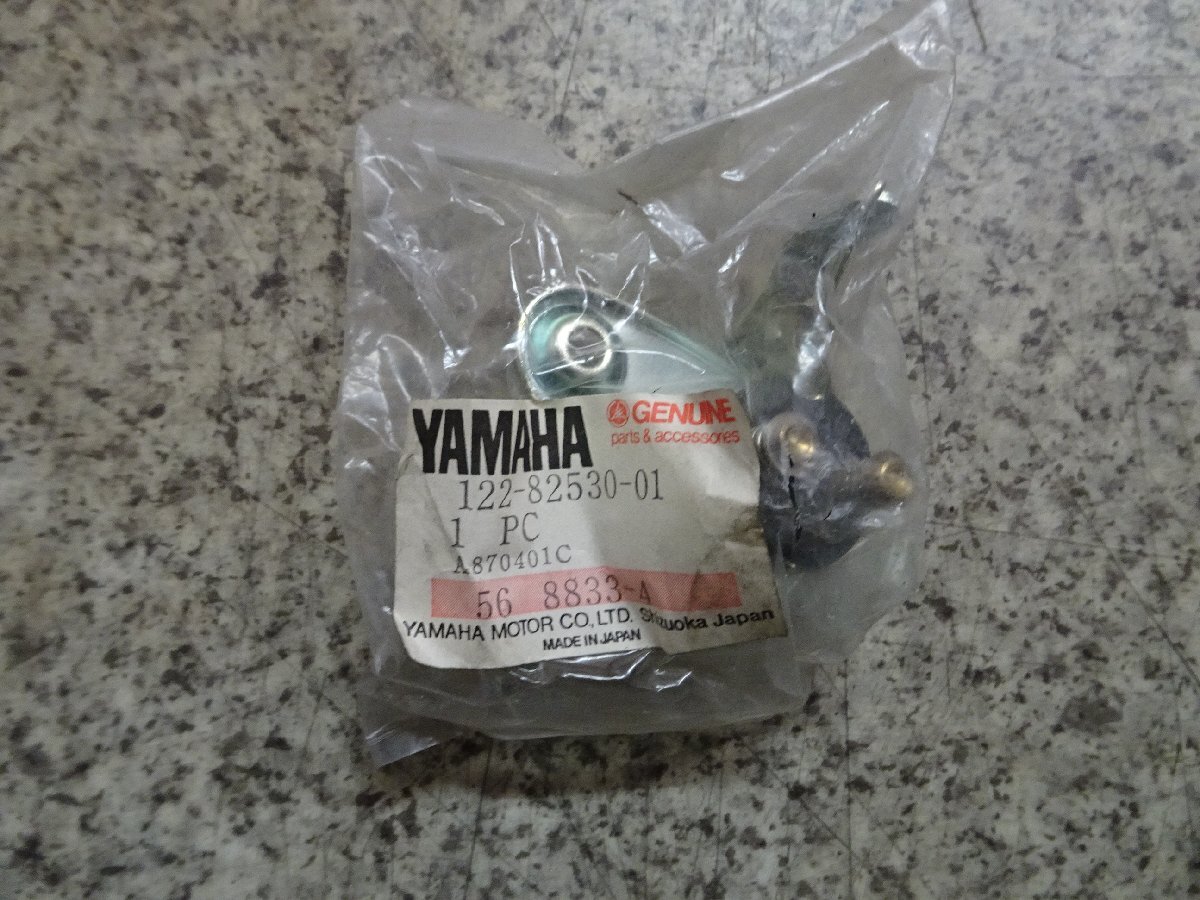 YAMAHA
GENUINE
parts & accessories
122-82530-01
1 PC
A870401C
56 8833-A
YAMAHA MOTOR CO., LTD. Shizuoka Japan
MADE IN JAPAN